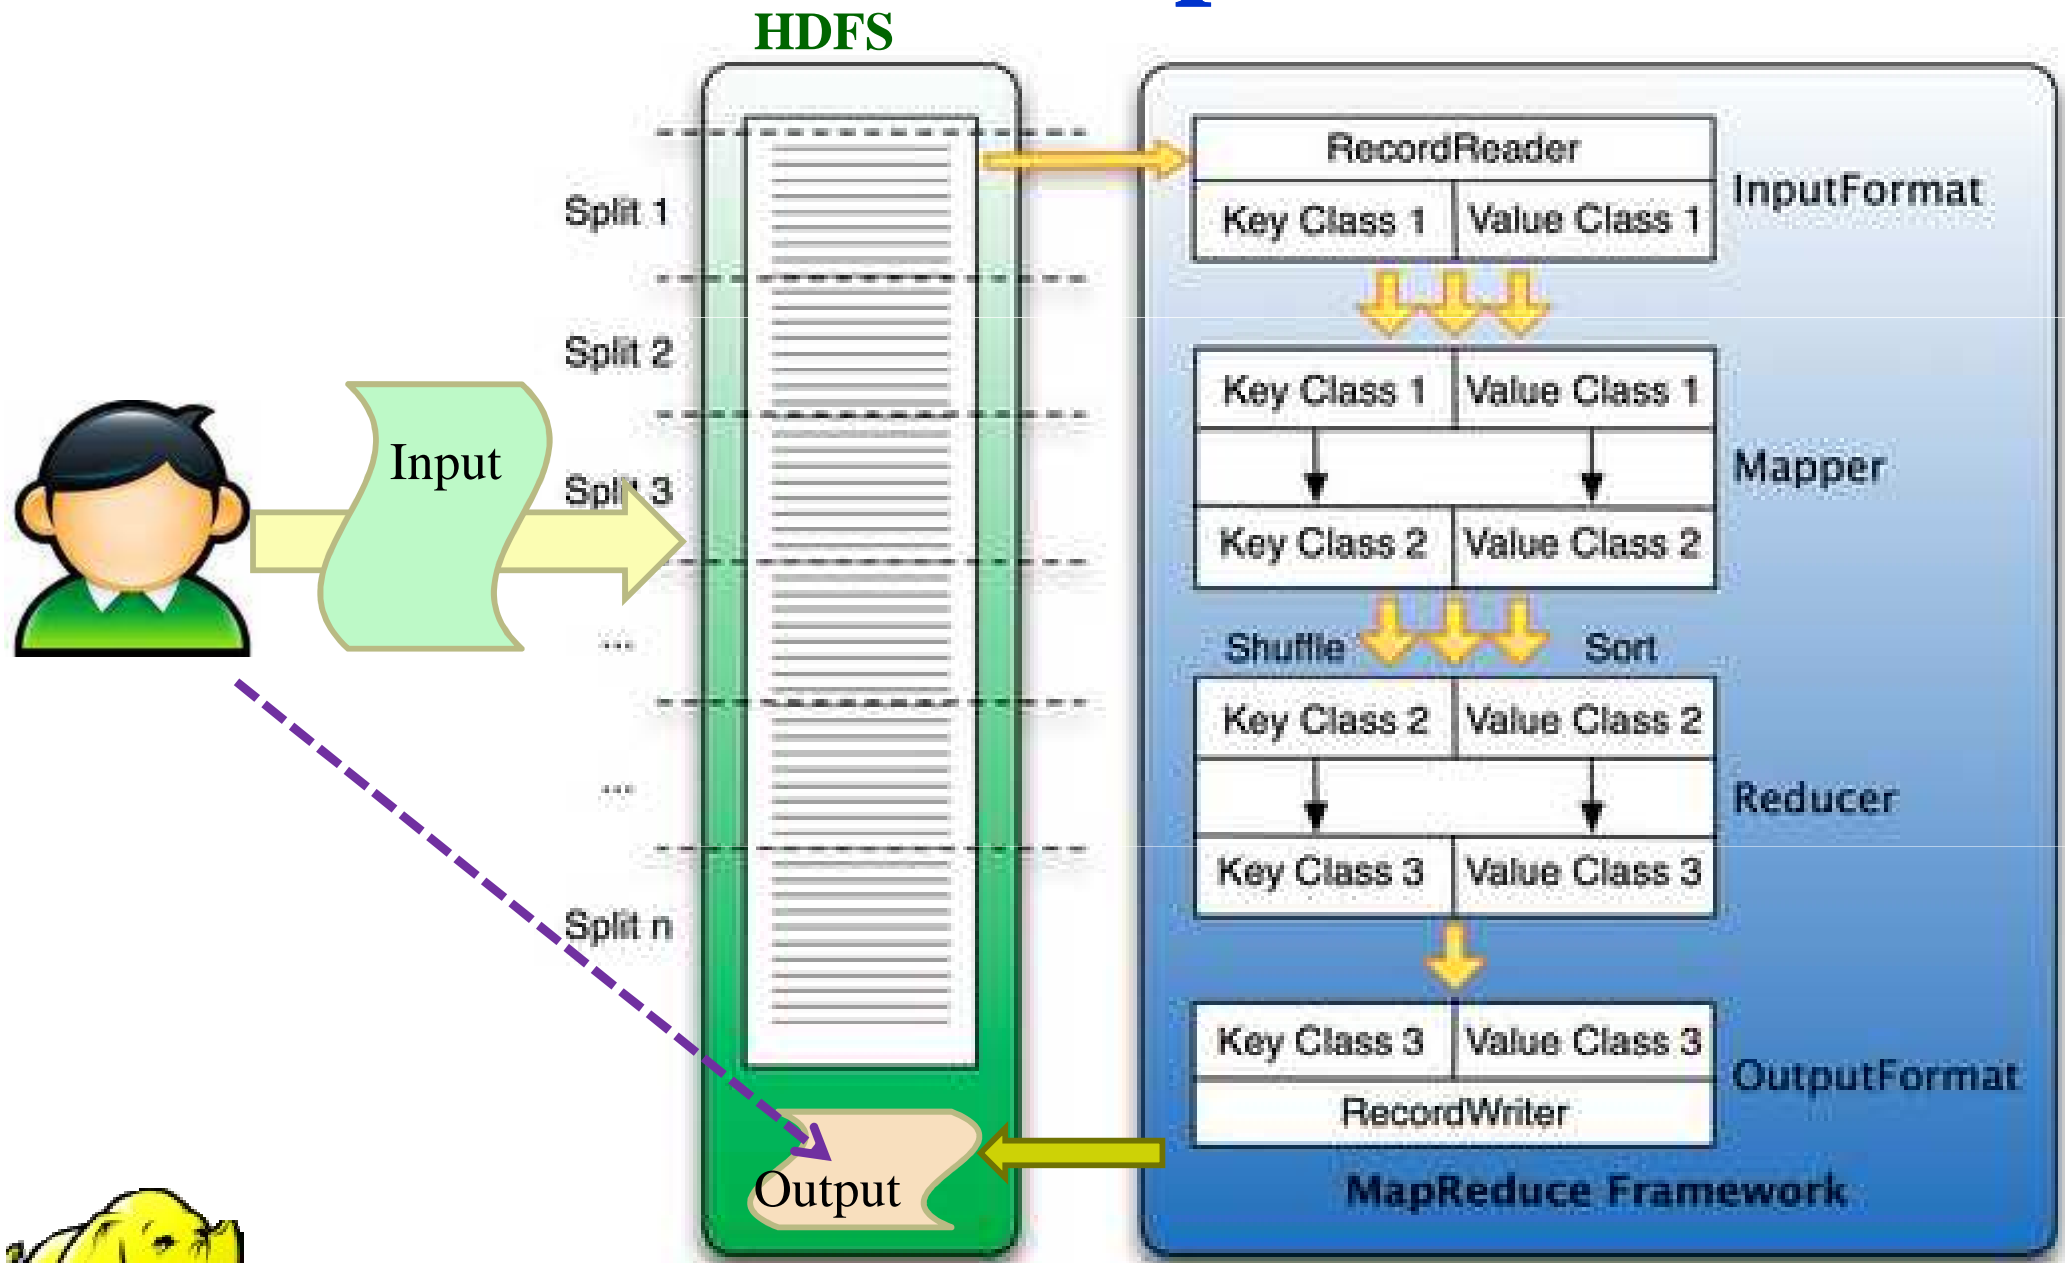 HDFS
Split 1
Split 2
Split 3
...
...
Split n
Input
Output
RecordReader
Key Class 1 Value Class 1
InputFormat
Key Class 1 Value Class 1
Mapper
Key Class 2 Value Class 2
Shuffle Sort
Key Class 2 Value Class 2
Reducer
Key Class 3 Value Class 3
Key Class 3 Value Class 3
OutputFormat
RecordWriter
MapReduce Framework